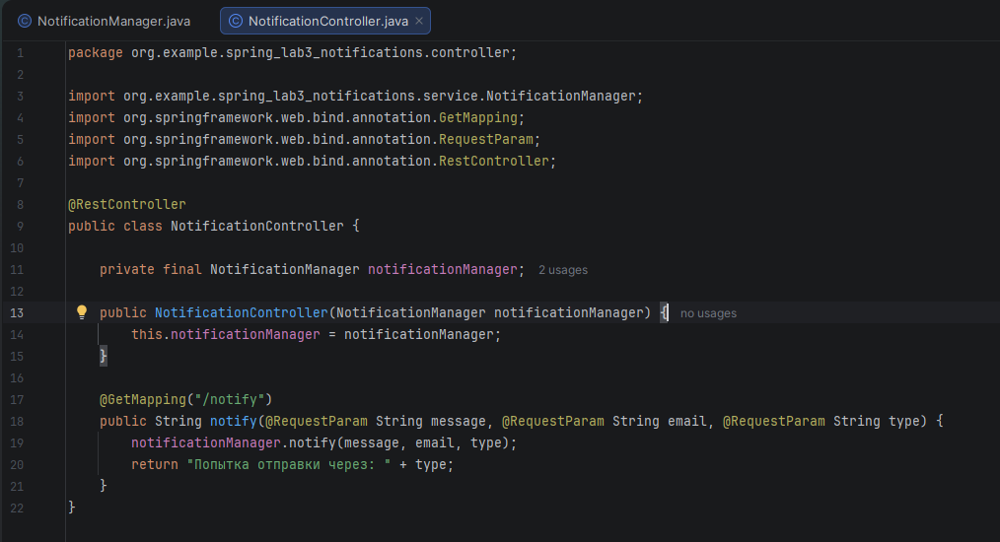 NotificationManager.java NotificationController.java ×
1 package org.example.spring_lab3_notifications.controller;
2
3 import org.example.spring_lab3_notifications.service.NotificationManager;
4 import org.springframework.web.bind.annotation.GetMapping;
5 import org.springframework.web.bind.annotation.RequestParam;
6 import org.springframework.web.bind.annotation.RestController;
7
8 @RestController
9 public class NotificationController {
10
11 private final NotificationManager notificationManager; 2 usages
12
13 public NotificationController(NotificationManager notificationManager) { no usages
14 this.notificationManager = notificationManager;
15 }
16
17 @GetMapping("/notify")
18 public String notify(@RequestParam String message, @RequestParam String email, @RequestParam String type) {
19 notificationManager.notify(message, email, type);
20 return "Попытка отправки через: " + type;
21 }
22 }